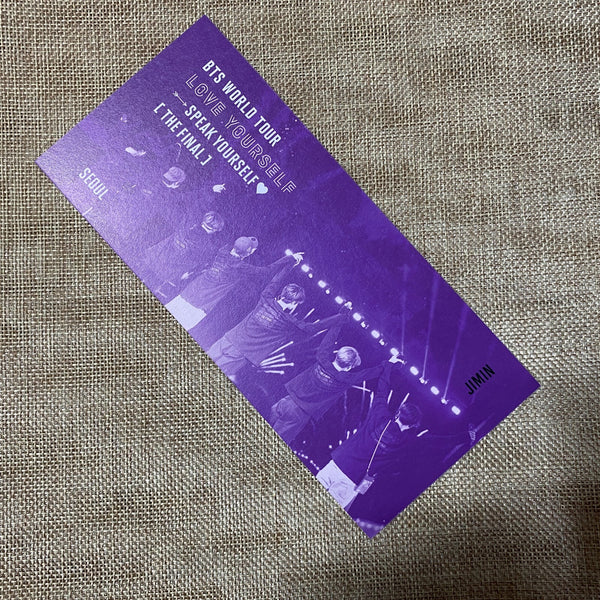 BTS WORLD TOUR
LOVE YOURSELF
SPEAK YOURSELF
[ THE FINAL ]
SEOUL
JIMIN